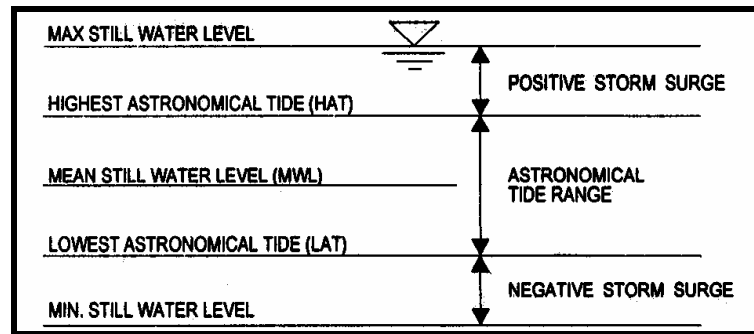 MAX STILL WATER LEVEL
POSITIVE STORM SURGE
HIGHEST ASTRONOMICAL TIDE (HAT)
MEAN STILL WATER LEVEL (MWL)
ASTRONOMICAL
TIDE RANGE
LOWEST ASTRONOMICAL TIDE (LAT)
NEGATIVE STORM SURGE
MIN. STILL WATER LEVEL